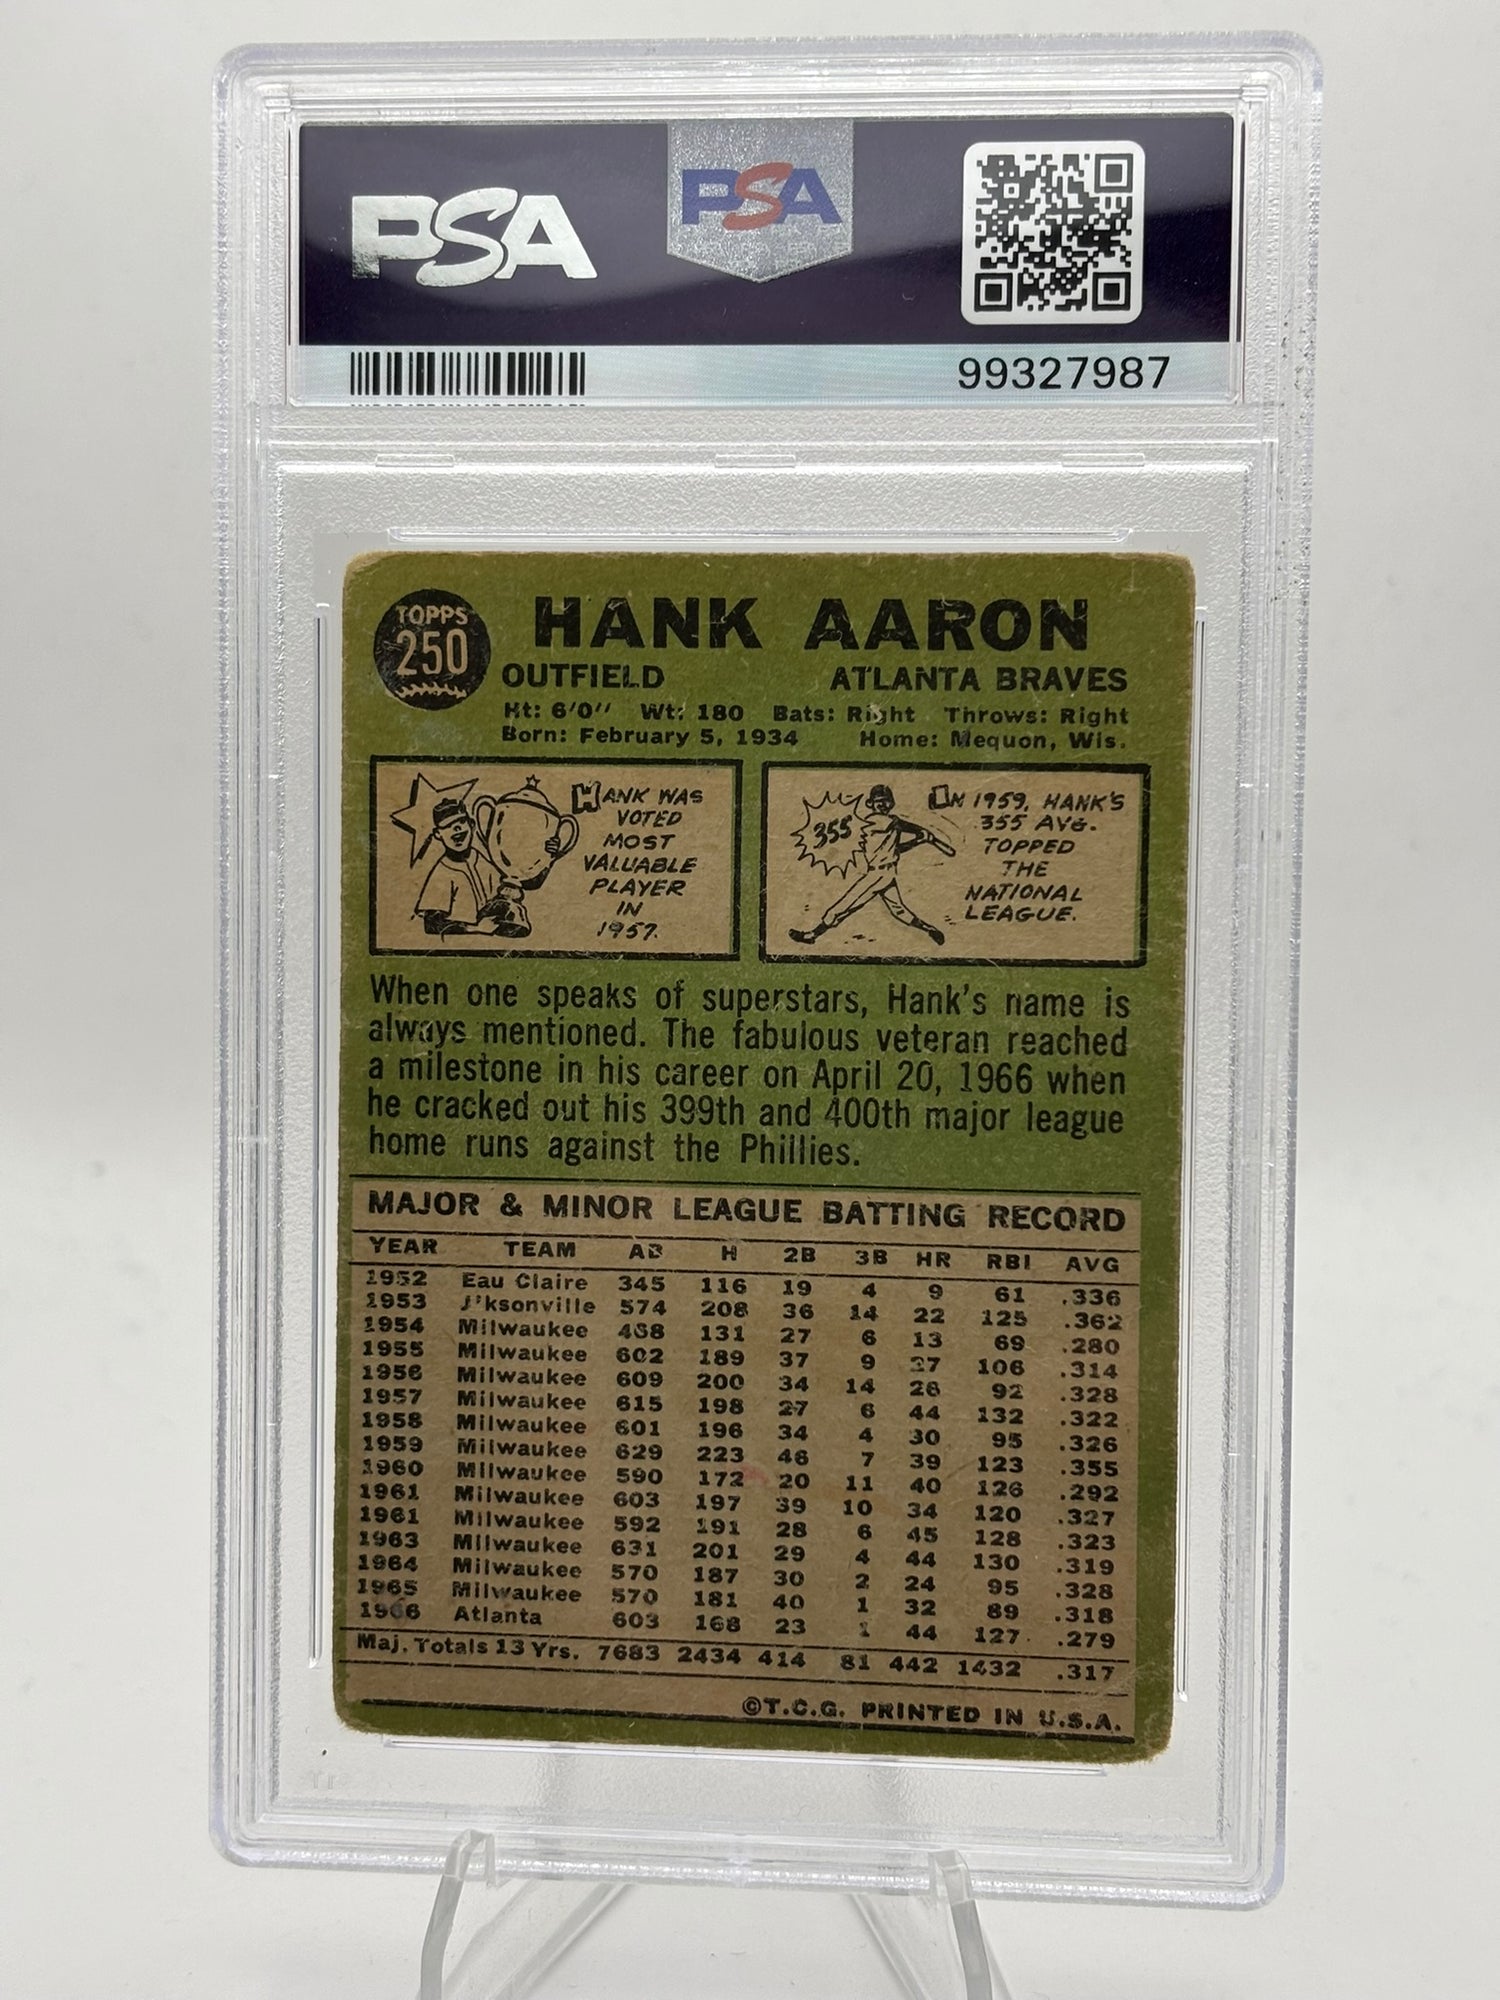 PSA
PSA
99327987
TOPPS
250
HANK AARON
OUTFIELD ATLANTA BRAVES
Ht: 6'0" Wt: 180 Bats: Right Throws: Right
Born: February 5, 1934 Home: Mequon, Wis.
HANK WAS
VOTED
MOST
VALUABLE
PLAYER
IN
1957.
355
IN 1959, HANK'S
355 AVG.
TOPPED
THE
NATIONAL
LEAGUE.
When one speaks of superstars, Hank's name is
always mentioned. The fabulous veteran reached
a milestone in his career on April 20, 1966 when
he cracked out his 399th and 400th major league
home runs against the Phillies.
MAJOR & MINOR LEAGUE BATTING RECORD
YEAR TEAM AB H 2B 3B HR RBI AVG
1952 Eau Claire 345 116 19 4 9 61 .336
1953 J'ksonville 574 208 36 14 22 125 .362
1954 Milwaukee 468 131 27 6 13 69 .280
1955 Milwaukee 602 189 37 9 27 106 .314
1956 Milwaukee 609 200 34 14 26 92 .328
1957 Milwaukee 615 198 27 6 44 132 .322
1958 Milwaukee 601 196 34 4 30 95 .326
1959 Milwaukee 629 223 46 7 39 123 .355
1960 Milwaukee 590 172 20 11 40 126 .292
1961 Milwaukee 603 197 39 10 34 120 .327
1961 Milwaukee 592 191 28 6 45 128 .323
1963 Milwaukee 631 201 29 4 44 130 .319
1964 Milwaukee 570 187 30 2 24 95 .328
1965 Milwaukee 570 181 40 1 32 89 .318
1966 Atlanta 603 168 23 1 44 127 .279
Maj. Totals 13 Yrs. 7683 2434 414 81 442 1432 .317
©T.C.G. PRINTED IN U.S.A.